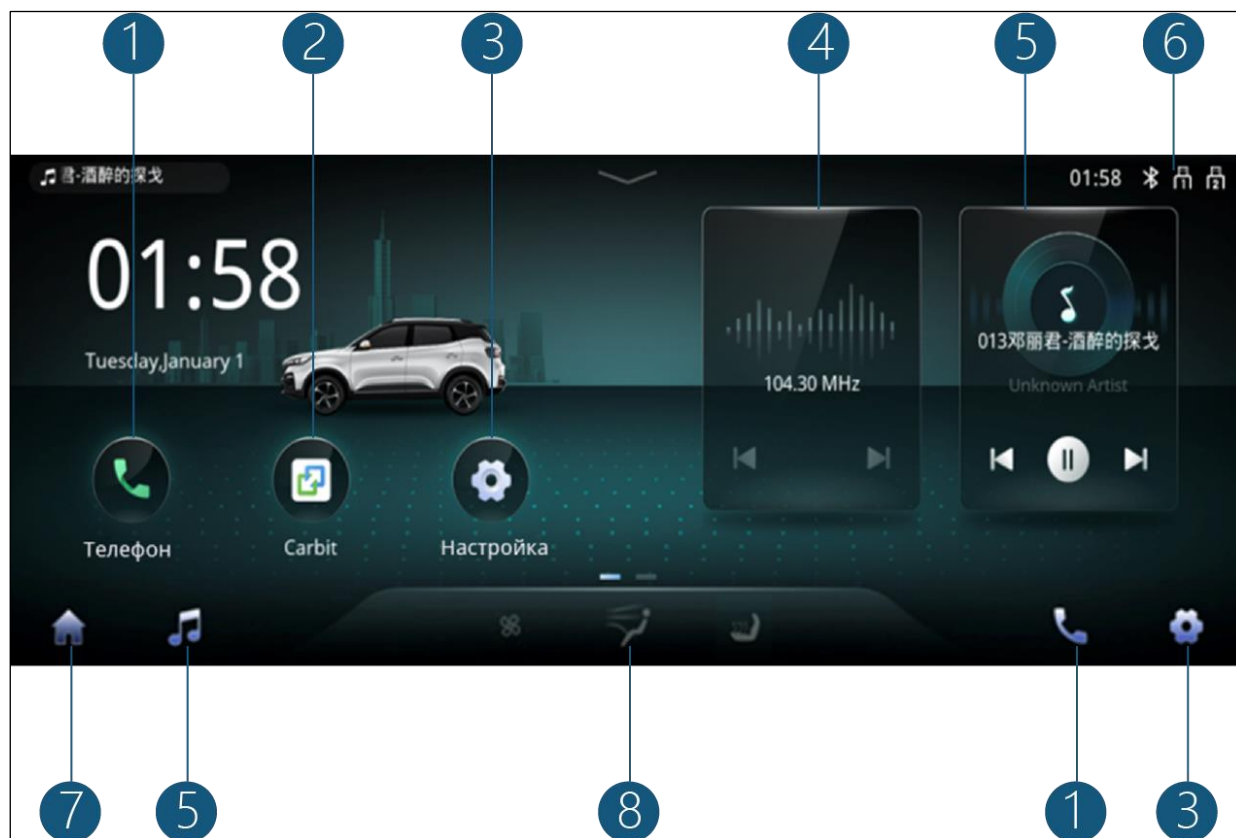 1 2 3 4 5 6
君-酒醉的探戈
01:58
1 2
01:58
Tuesday,January 1
104.30 MHz
013邓丽君-酒醉的探戈
Unknown Artist
Телефон
Carbit
Настройка
7 5 8 1 3